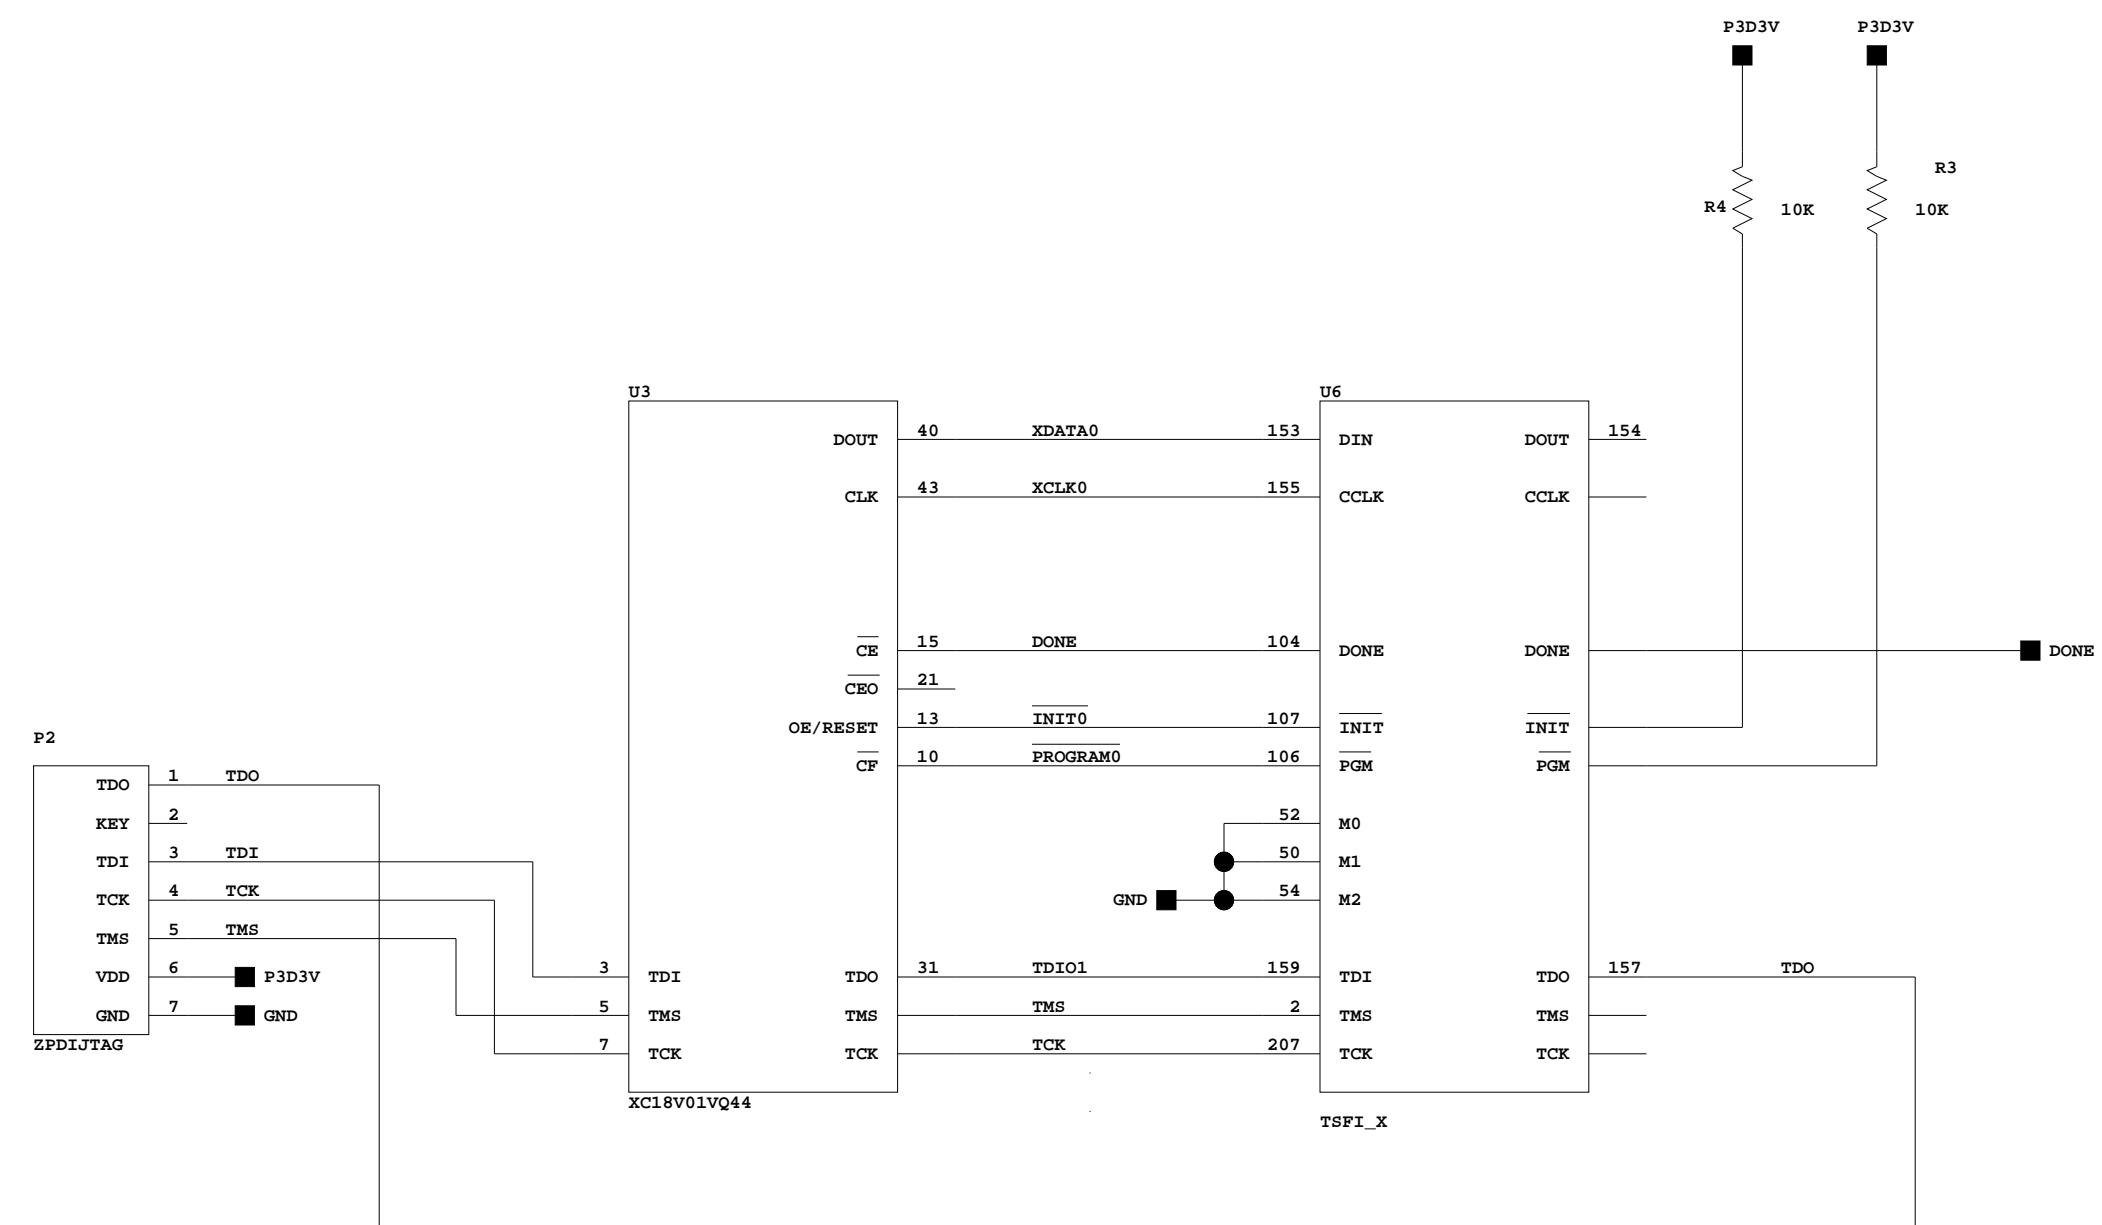 P3D3V P3D3V
R3
R4 10K 10K
U3 U6
DOUT 40 XDATA0 153 DIN DOUT 154
CLK 43 XCLK0 155 CCLK CCLK
CE 15 DONE 104 DONE DONE DONE
CEO 21
OE/RESET 13 INIT0 107 INIT INIT
P2
CF 10 PROGRAM0 106 PGM PGM
TDO 1 TDO
KEY 2 52 M0
TDI 3 TDI 50 M1
TCK 4 TCK GND 54 M2
TMS 5 TMS
VDD 6 P3D3V 3 TDI TDO 31 TDIO1 159 TDI TDO 157 TDO
GND 7 GND 5 TMS TMS TMS 2 TMS TMS
ZPDIJTAG 7 TCK TCK TCK 207 TCK TCK
XC18V01VQ44
TSFI_X